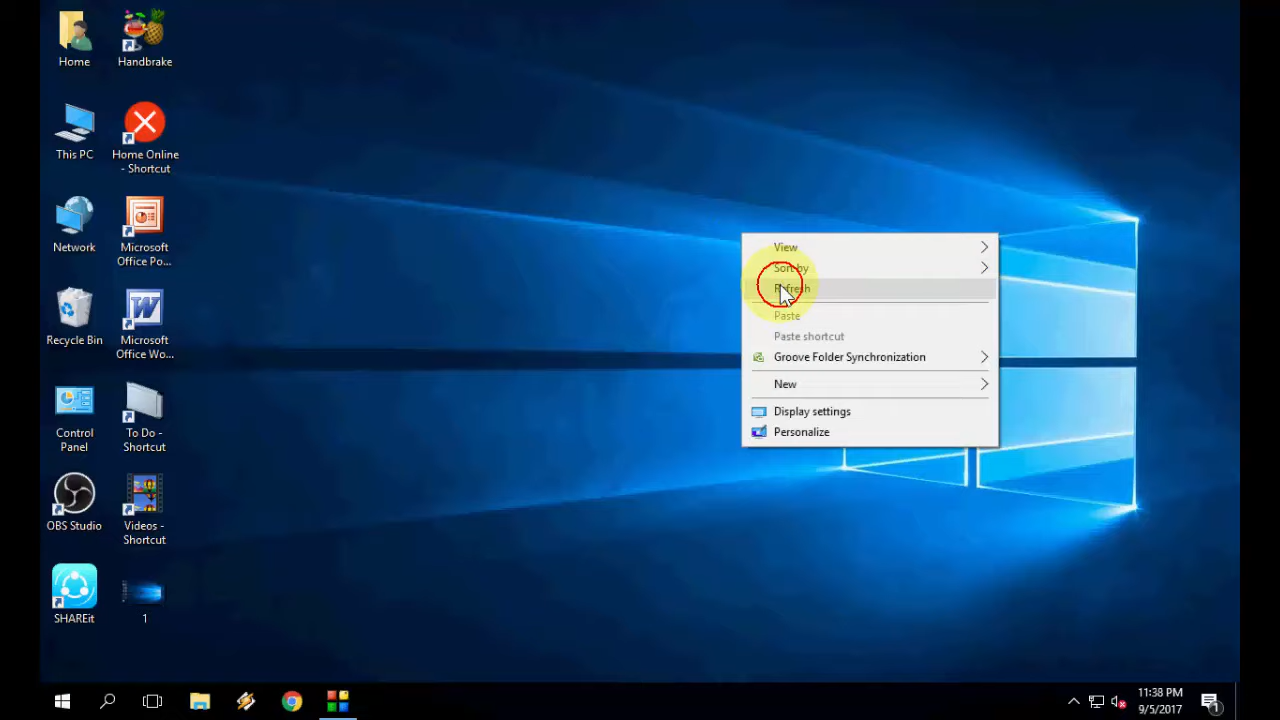 Home
Handbrake
This PC
Home Online
- Shortcut
Network
Microsoft
Office Po...
Recycle Bin
Microsoft
Office Wo...
Control
Panel
To Do -
Shortcut
OBS Studio
Videos -
Shortcut
SHAREit
1
View
Sort by
Refresh
Paste
Paste shortcut
Groove Folder Synchronization
New
Display settings
Personalize
11:38 PM
9/5/2017
1